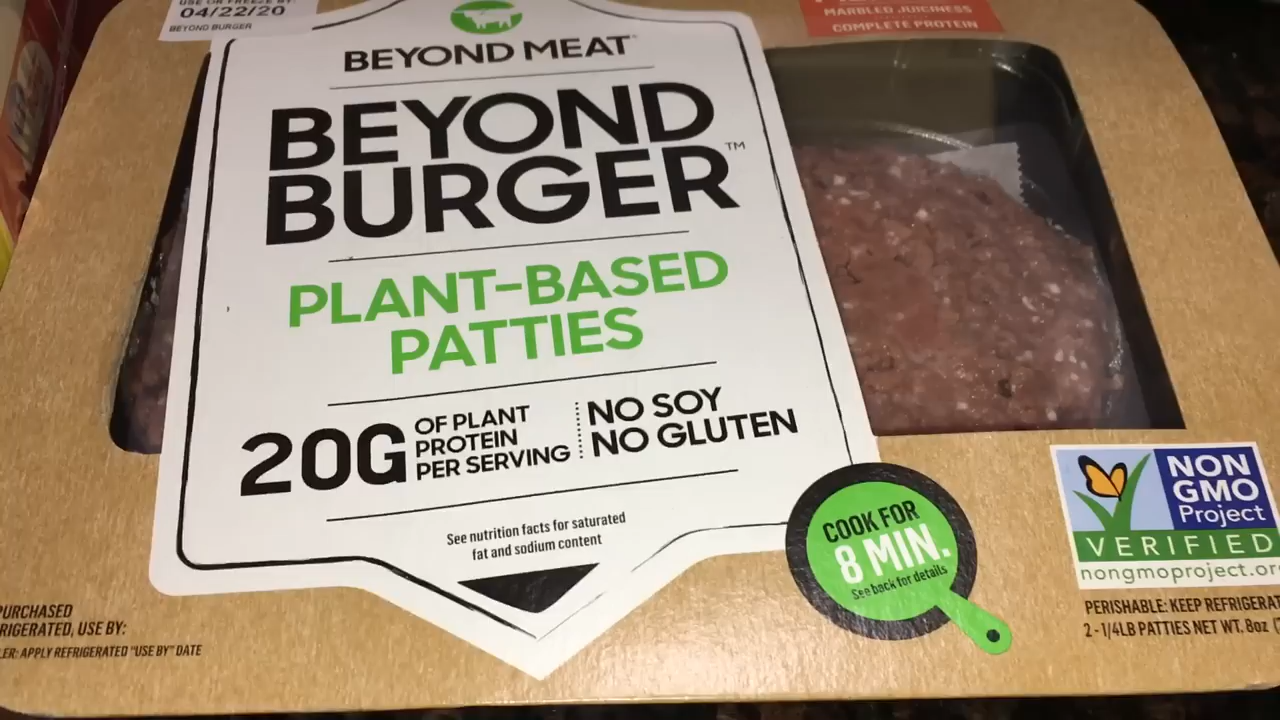 USE OR FREEZE BY:
04/22/20
BEYOND BURGER
MARBLED JUICINESS
COMPLETE PROTEIN
BEYOND MEAT
BEYOND
BURGER™
PLANT-BASED
PATTIES
20G
OF PLANT
PROTEIN
PER SERVING
NO SOY
NO GLUTEN
See nutrition facts for saturated
fat and sodium content
COOK FOR
8 MIN.
See back for details
NON
GMO
Project
VERIFIED
nongmoproject.or
PERISHABLE: KEEP REFRIGERAT
2 - 1/4LB PATTIES NET WT. 8oz
PURCHASED
RIGERATED, USE BY:
LER: APPLY REFRIGERATED "USE BY" DATE